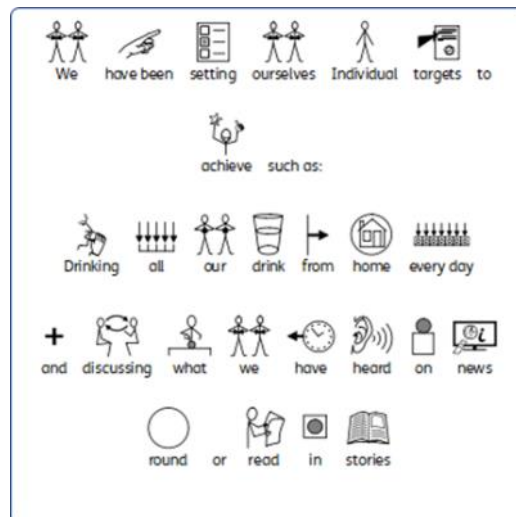 We have been setting ourselves Individual targets to
achieve such as:
Drinking all our drink from home every day
and discussing what we have heard on news
round or read in stories